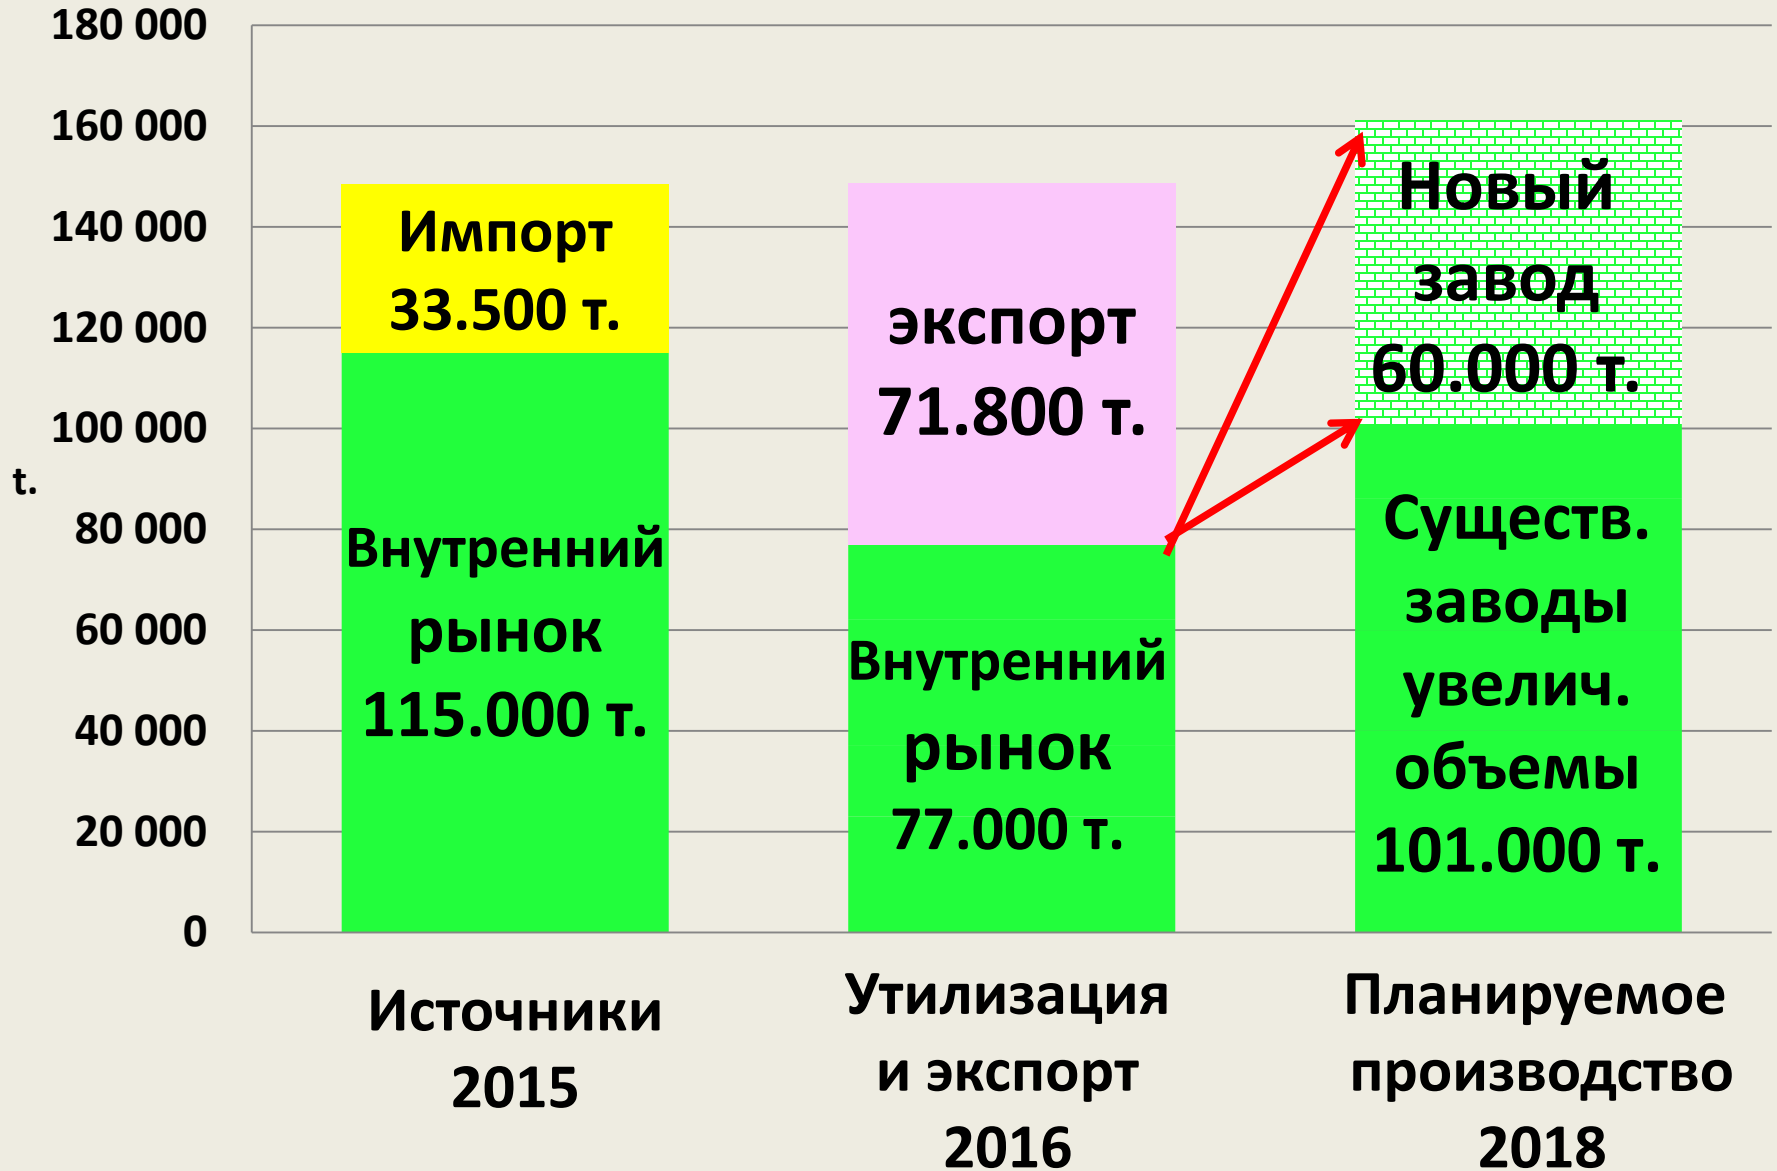 180 000
160 000
140 000
120 000
100 000
80 000
60 000
40 000
20 000
0
t.
Импорт
33.500 т.
Внутренний
рынок
115.000 т.
экспорт
71.800 т.
Внутренний
рынок
77.000 т.
Новый
завод
60.000 т.
Существ.
заводы
увелич.
объемы
101.000 т.
Источники
2015
Утилизация
и экспорт
2016
Планируемое
производство
2018